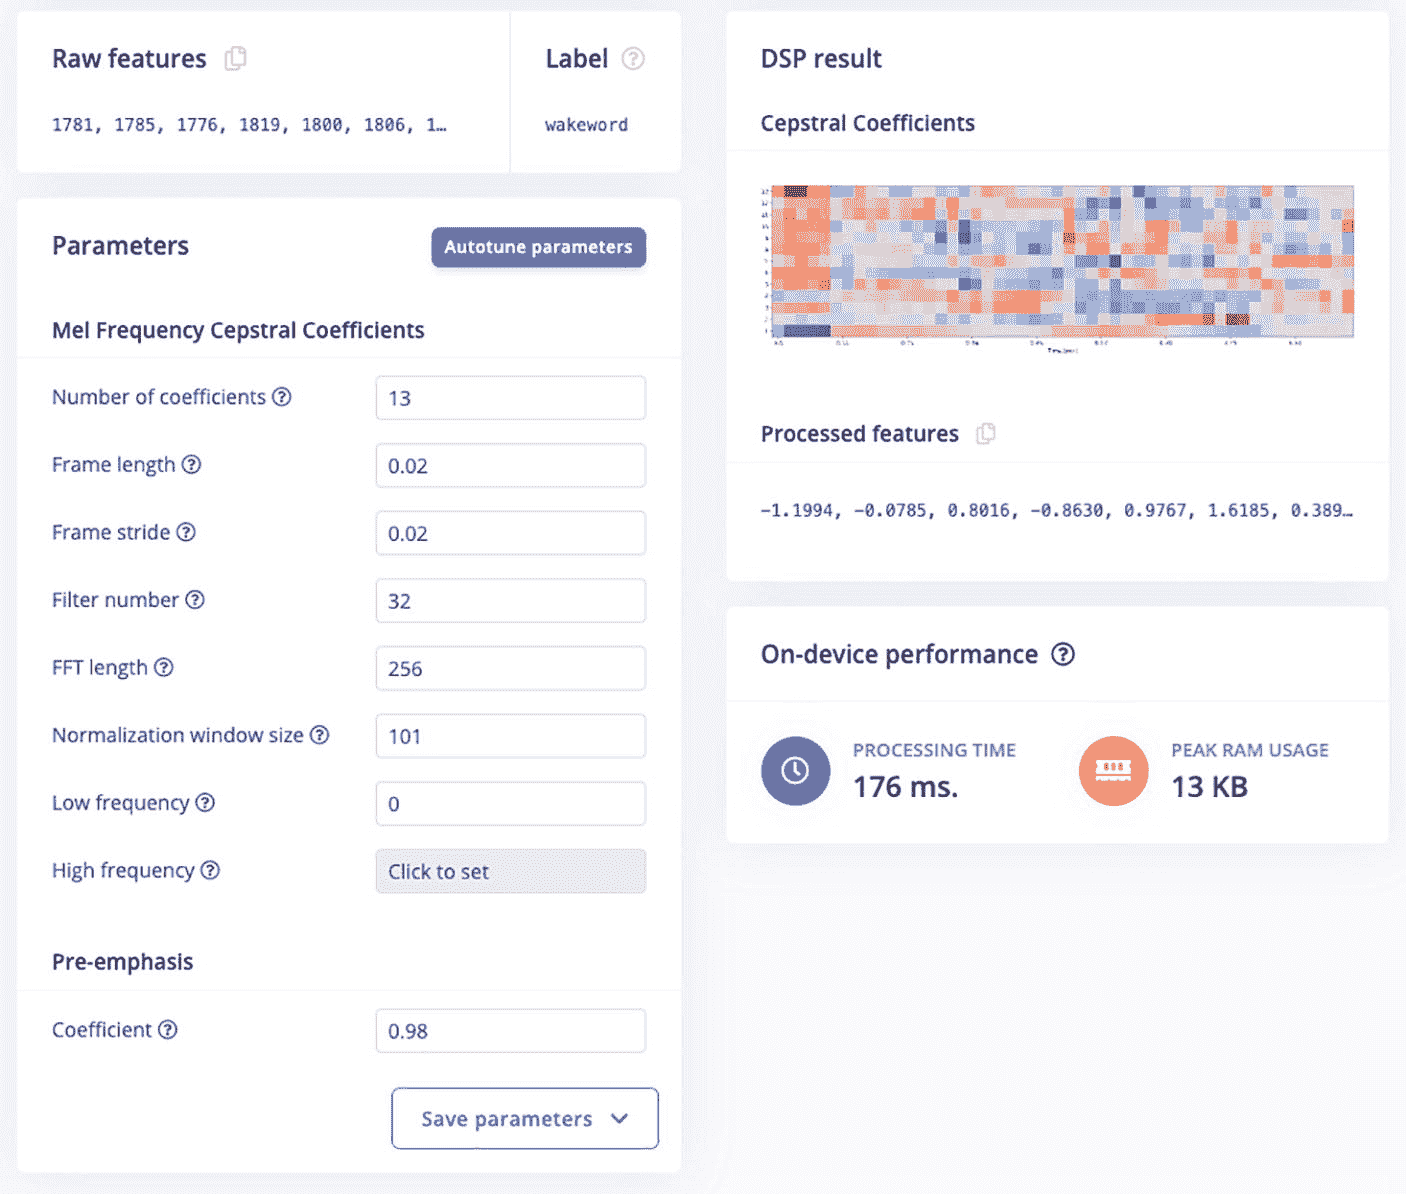 Raw features
1781, 1785, 1776, 1819, 1800, 1806, 1…
Label
wakeword
Parameters
Autotune parameters
Mel Frequency Cepstral Coefficients
Number of coefficients
13
Frame length
0.02
Frame stride
0.02
Filter number
32
FFT length
256
Normalization window size
101
Low frequency
0
High frequency
Click to set
Pre-emphasis
Coefficient
0.98
Save parameters
DSP result
Cepstral Coefficients
Processed features
-1.1994, -0.0785, 0.8016, -0.8630, 0.9767, 1.6185, 0.389…
On-device performance
PROCESSING TIME
176 ms.
PEAK RAM USAGE
13 KB